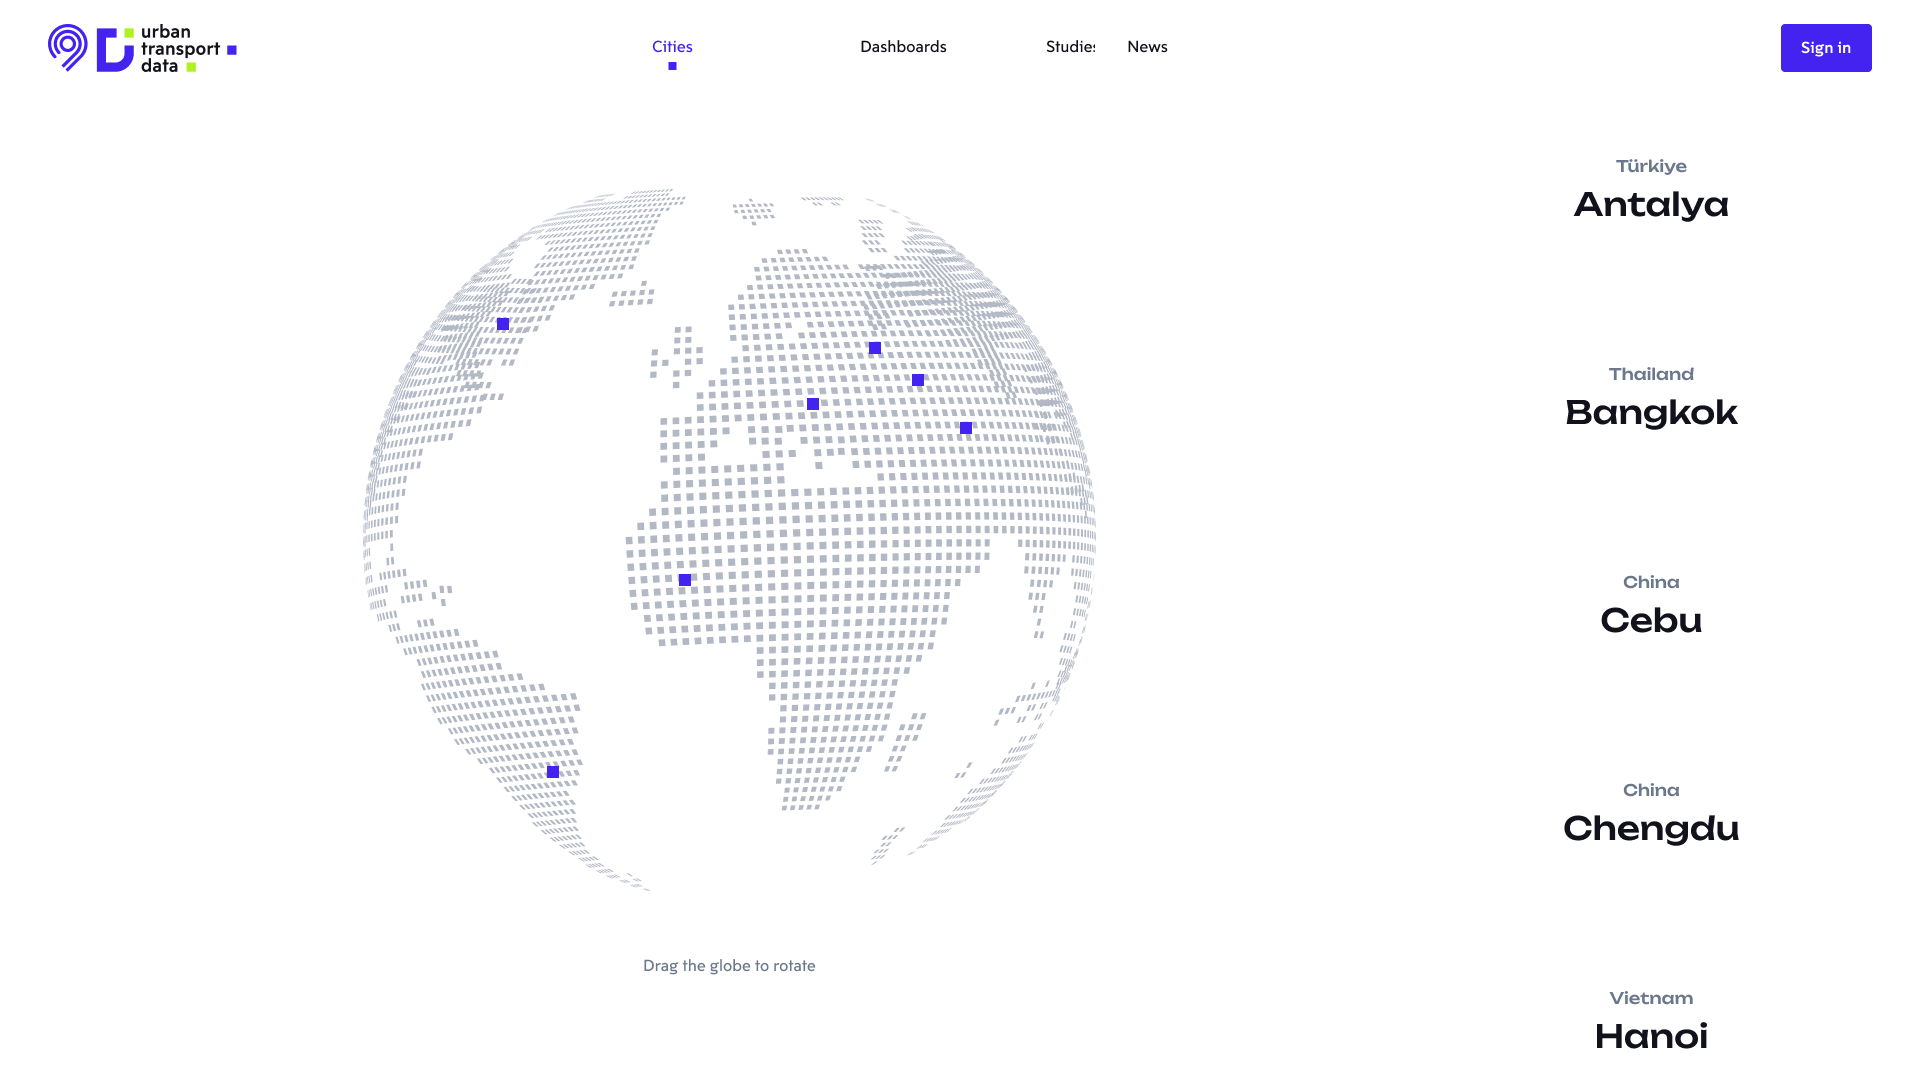 urban
transport
data
Cities
Dashboards
Studies
News
Sign in
Türkiye
Antalya
Thailand
Bangkok
China
Cebu
China
Chengdu
Vietnam
Hanoi
Drag the globe to rotate